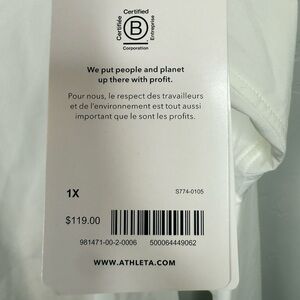 Certified
Certifiée
B
Entreprise
Corporation
We put people and planet
up there with profit.
Pour nous, le respect des travailleurs
et de l'environnement est tout aussi
important que le sont les profits.
1X
S774-0105
$119.00
981471-00-2-0006 500064449062
WWW.ATHLETA.COM